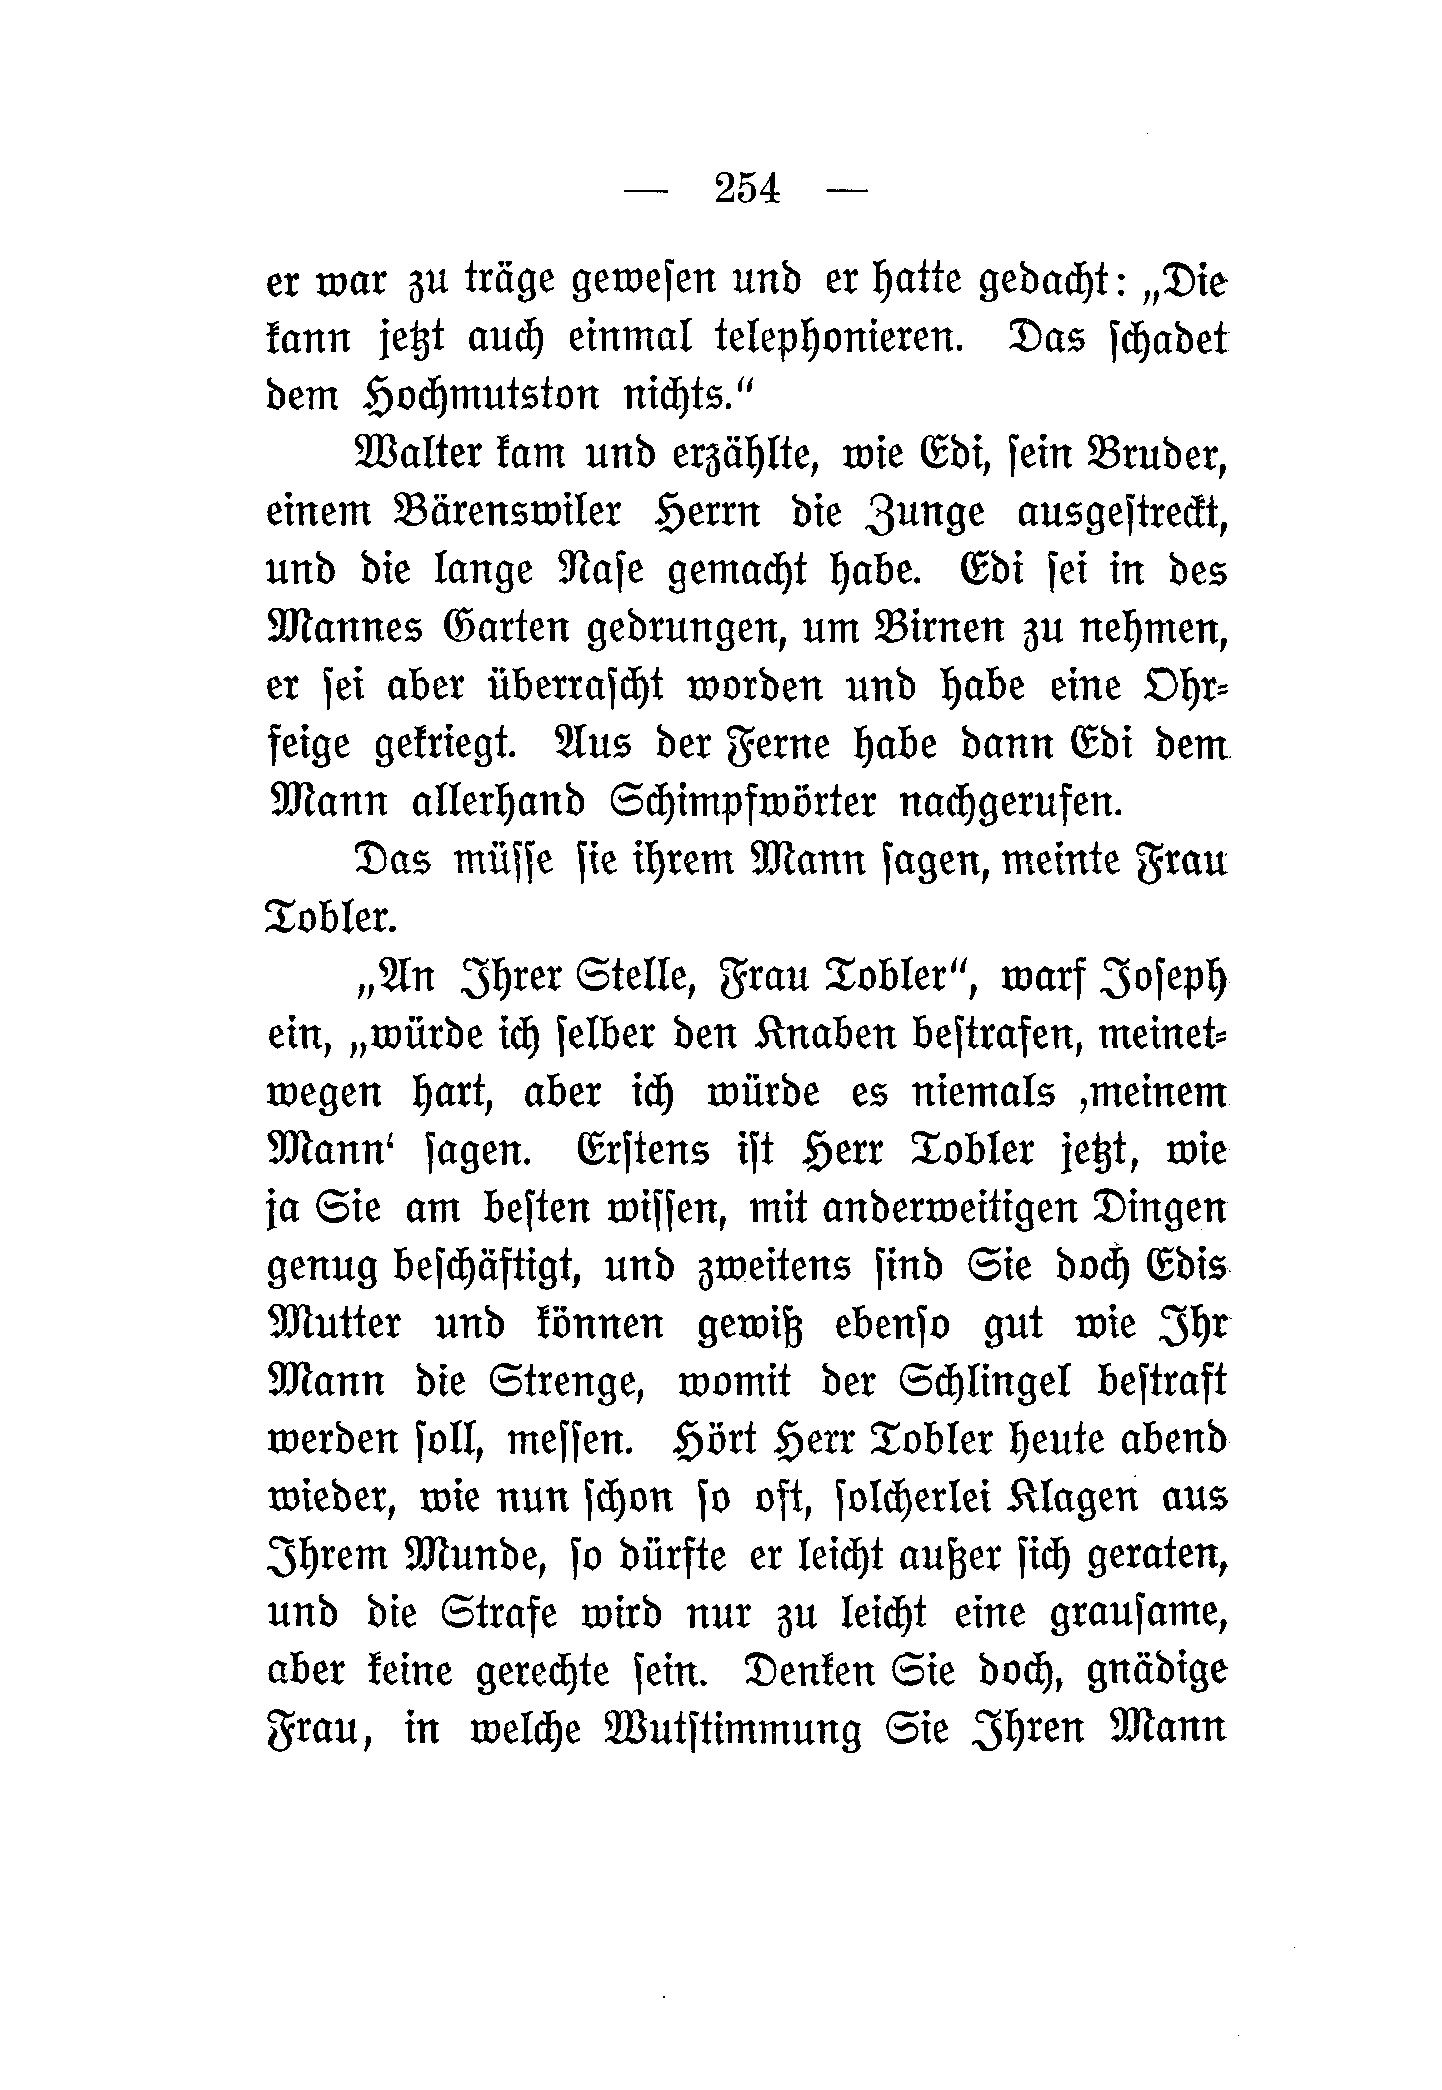 — 254 —
er war zu träge gewesen und er hatte gedacht: „Die
kann jetzt auch einmal telephonieren. Das schadet
dem Hochmutston nichts.“
Walter kam und erzählte, wie Edi, sein Bruder,
einem Bärenswiler Herrn die Zunge ausgestreckt,
und die lange Nase gemacht habe. Edi sei in des
Mannes Garten gedrungen, um Birnen zu nehmen,
er sei aber überrascht worden und habe eine Ohr-
feige gekriegt. Aus der Ferne habe dann Edi dem
Mann allerhand Schimpfwörter nachgerufen.
Das müsse sie ihrem Mann sagen, meinte Frau
Tobler.
„An Ihrer Stelle, Frau Tobler“, warf Joseph
ein, „würde ich selber den Knaben bestrafen, meinet-
wegen hart, aber ich würde es niemals ‚meinem
Mann‘ sagen. Erstens ist Herr Tobler jetzt, wie
ja Sie am besten wissen, mit anderweitigen Dingen
genug beschäftigt, und zweitens sind Sie doch Edis
Mutter und können gewiß ebenso gut wie Ihr
Mann die Strenge, womit der Schlingel bestraft
werden soll, messen. Hört Herr Tobler heute abend
wieder, wie nun schon so oft, solcherlei Klagen aus
Ihrem Munde, so dürfte er leicht außer sich geraten,
und die Strafe wird nur zu leicht eine grausame,
aber keine gerechte sein. Denken Sie doch, gnädige
Frau, in welche Wutstimmung Sie Ihren Mann